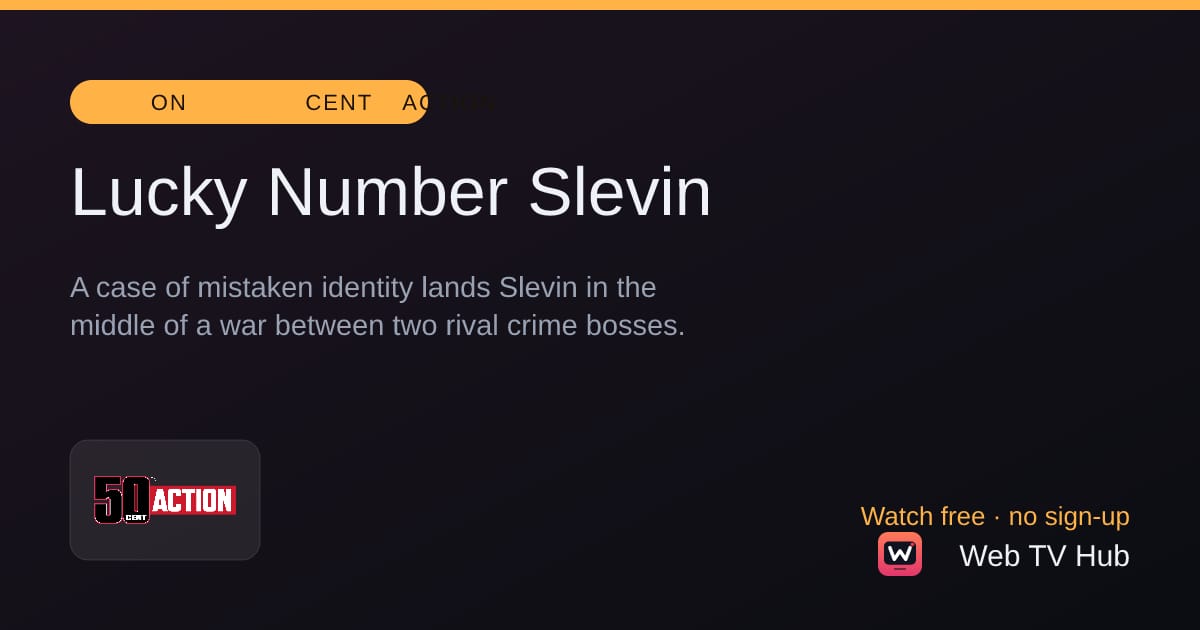 ON CENT ACTION
Lucky Number Slevin
A case of mistaken identity lands Slevin in the
middle of a war between two rival crime bosses.
50 CENT ACTION
Watch free · no sign-up
W Web TV Hub